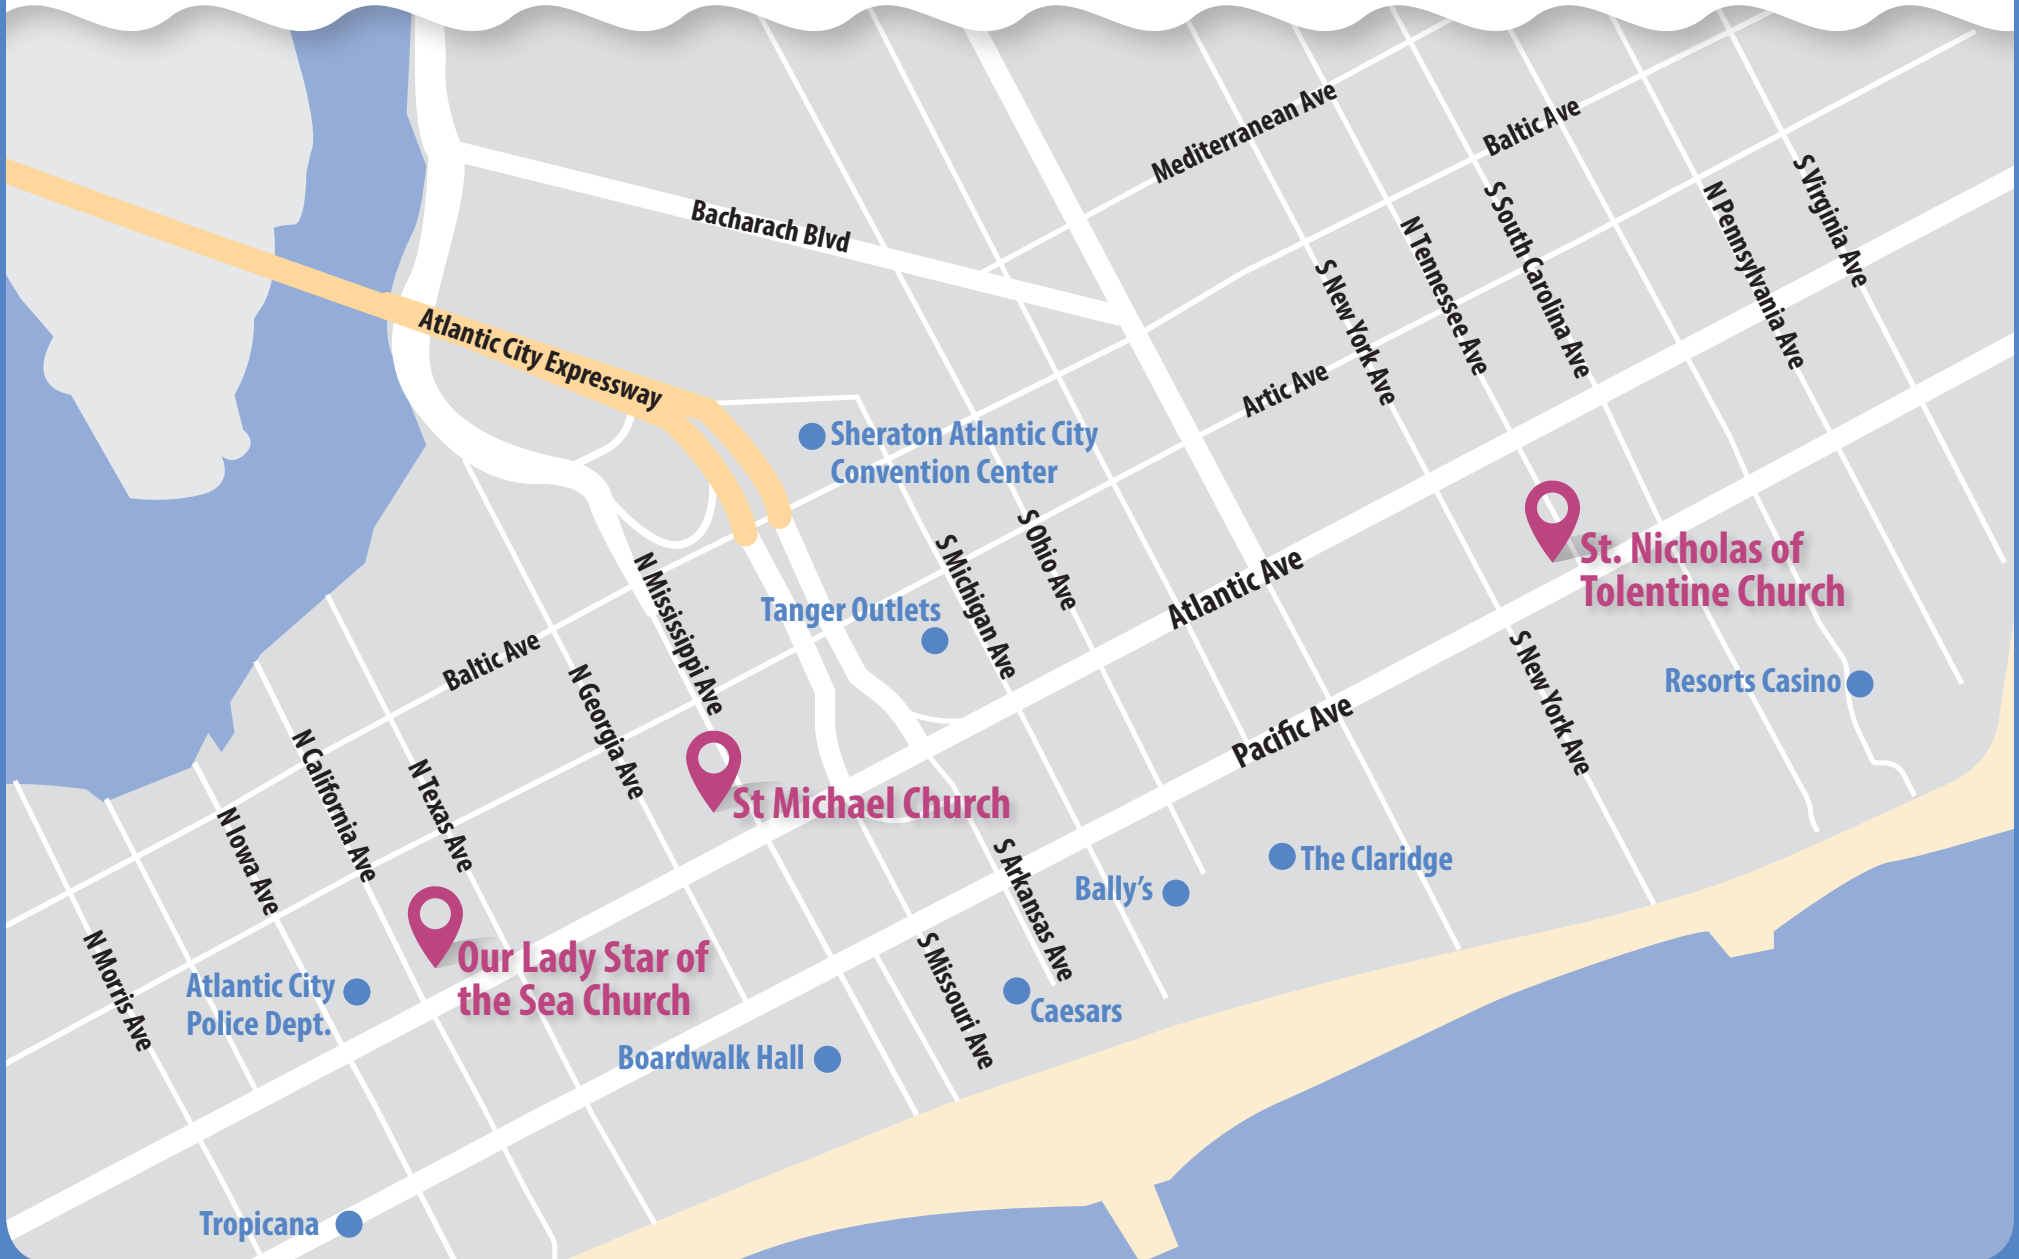 Mediterranean Ave
Baltic Ave
S Virginia Ave
N Pennsylvania Ave
S South Carolina Ave
N Tennessee Ave
S New York Ave
Bacharach Blvd
Atlantic City Expressway
Artic Ave
Sheraton Atlantic City
Convention Center
S Ohio Ave
S Michigan Ave
Atlantic Ave
St. Nicholas of
Tolentine Church
N Mississippi Ave
Tanger Outlets
Baltic Ave
N Georgia Ave
S New York Ave
Resorts Casino
Pacific Ave
N California Ave
N Texas Ave
N Iowa Ave
St Michael Church
S Arkansas Ave
The Claridge
Bally's
N Morris Ave
Our Lady Star of
the Sea Church
Atlantic City
Police Dept.
S Missouri Ave
Caesars
Boardwalk Hall
Tropicana